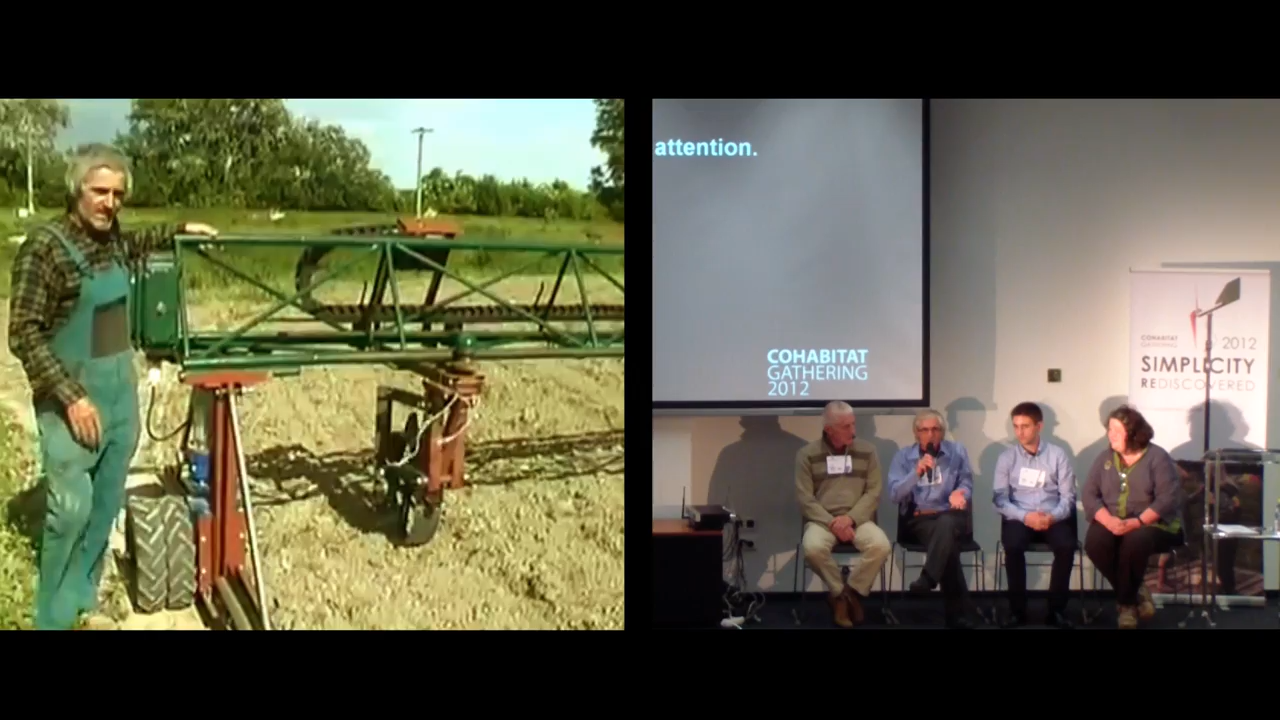 attention.
COHABITAT
GATHERING
2012
COHABITAT
GATHERING
2012
SIMPLICITY
REDISCOVERED